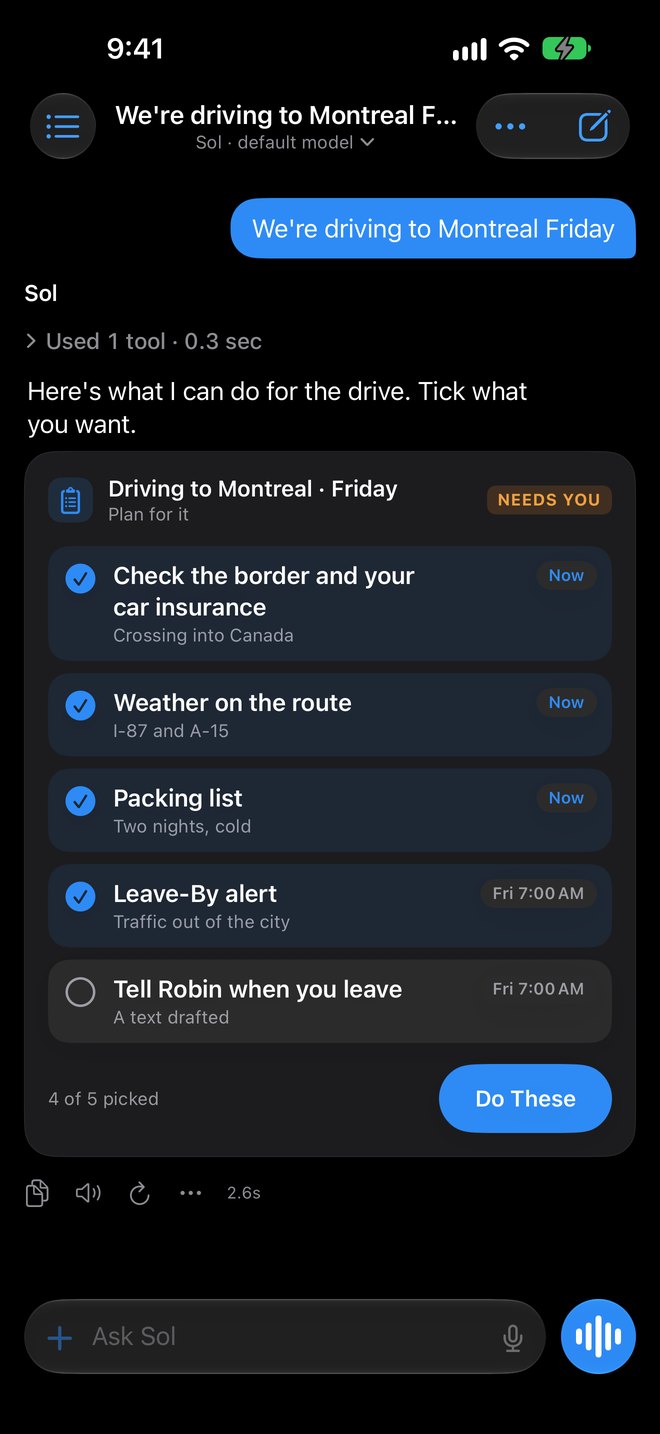 9:41
We're driving to Montreal F...
Sol · default model
We're driving to Montreal Friday
Sol
Used 1 tool · 0.3 sec
Here's what I can do for the drive. Tick what
you want.
Driving to Montreal · Friday
Plan for it
NEEDS YOU
Check the border and your
car insurance
Crossing into Canada
Now
Weather on the route
I-87 and A-15
Now
Packing list
Two nights, cold
Now
Leave-By alert
Traffic out of the city
Fri 7:00 AM
Tell Robin when you leave
A text drafted
Fri 7:00 AM
4 of 5 picked
Do These
2.6s
Ask Sol